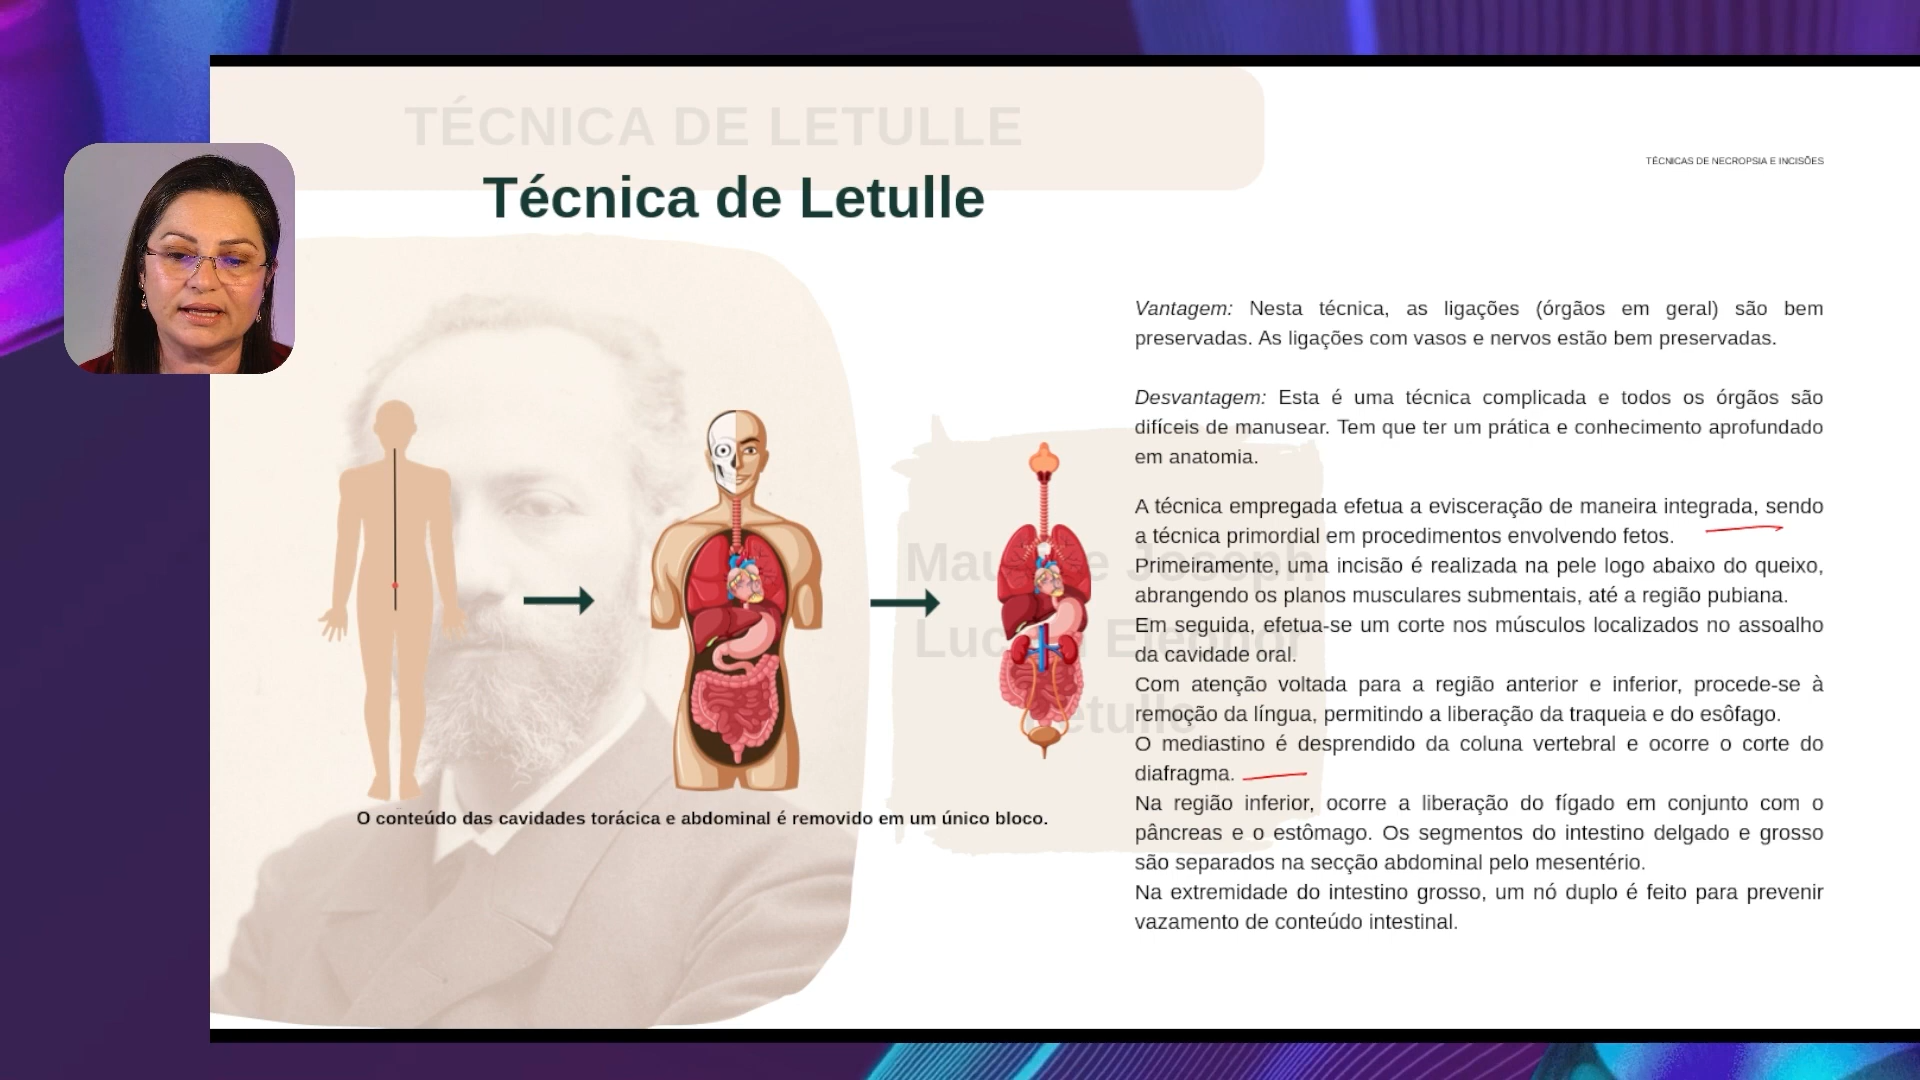 TÉCNICA DE LETULLE
Técnica de Letulle
TÉCNICAS DE NECROPSIA E INCISÕES
Vantagem: Nesta técnica, as ligações (órgãos em geral) são bem
preservadas. As ligações com vasos e nervos estão bem preservadas.
Desvantagem: Esta é uma técnica complicada e todos os órgãos são
difíceis de manusear. Tem que ter um prática e conhecimento aprofundado
em anatomia.
A técnica empregada efetua a evisceração de maneira integrada, sendo
a técnica primordial em procedimentos envolvendo fetos.
Primeiramente, uma incisão é realizada na pele logo abaixo do queixo,
abrangendo os planos musculares submentais, até a região pubiana.
Em seguida, efetua-se um corte nos músculos localizados no assoalho
da cavidade oral.
Com atenção voltada para a região anterior e inferior, procede-se à
remoção da língua, permitindo a liberação da traqueia e do esôfago.
O mediastino é desprendido da coluna vertebral e ocorre o corte do
diafragma.
Na região inferior, ocorre a liberação do fígado em conjunto com o
pâncreas e o estômago. Os segmentos do intestino delgado e grosso
são separados na secção abdominal pelo mesentério.
Na extremidade do intestino grosso, um nó duplo é feito para prevenir
vazamento de conteúdo intestinal.
Joseph
Letulle
O conteúdo das cavidades torácica e abdominal é removido em um único bloco.